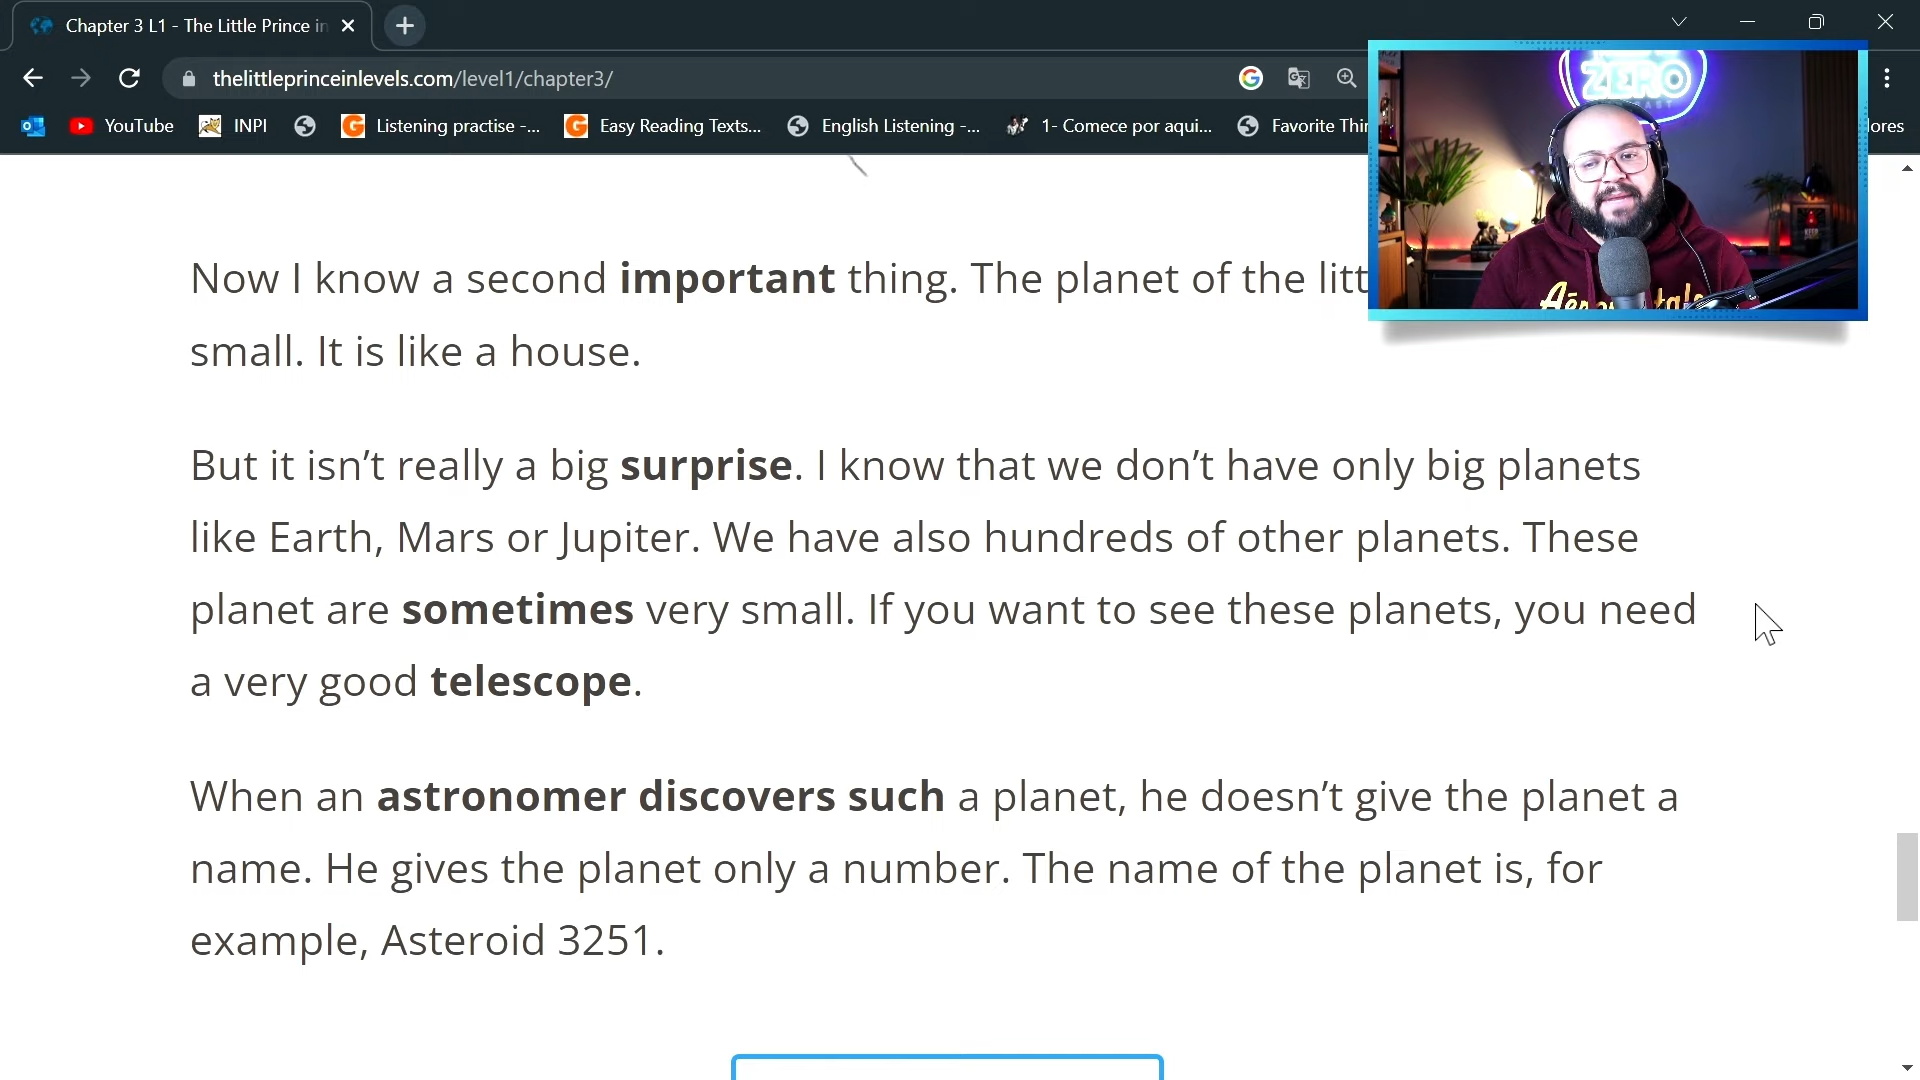 Chapter 3 L1 - The Little Prince in
thelittleprinceinlevels.com/level1/chapter3/
YouTube INPI Listening practise -... Easy Reading Texts... English Listening -... 1- Comece por aqui... Favorite Thi
ores
ZERO
Now I know a second important thing. The planet of the litt
small. It is like a house.
But it isn't really a big surprise. I know that we don't have only big planets
like Earth, Mars or Jupiter. We have also hundreds of other planets. These
planet are sometimes very small. If you want to see these planets, you need
a very good telescope.
When an astronomer discovers such a planet, he doesn't give the planet a
name. He gives the planet only a number. The name of the planet is, for
example, Asteroid 3251.